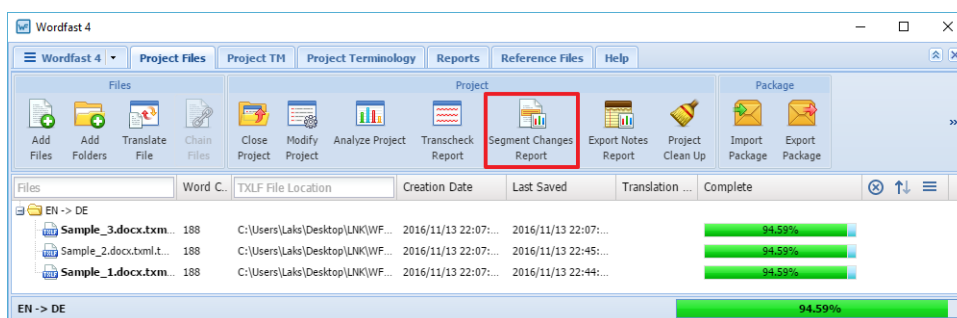 Wordfast 4
Wordfast 4 Project Files Project TM Project Terminology Reports Reference Files Help
Files Project Package
Add Files Add Folders Translate File Chain Files Close Project Modify Project Analyze Project Transcheck Report Segment Changes Report Export Notes Report Project Clean Up Import Package Export Package
Files Word C.. TXLF File Location Creation Date Last Saved Translation ... Complete
EN -> DE
Sample_3.docx.txm... 188 C:\Users\Laks\Desktop\LNK\WF... 2016/11/13 22:07:... 2016/11/13 22:07:... 94.59%
Sample_2.docx.txml.t... 188 C:\Users\Laks\Desktop\LNK\WF... 2016/11/13 22:07:... 2016/11/13 22:45:... 94.59%
Sample_1.docx.txm... 188 C:\Users\Laks\Desktop\LNK\WF... 2016/11/13 22:07:... 2016/11/13 22:44:... 94.59%
EN -> DE 94.59%